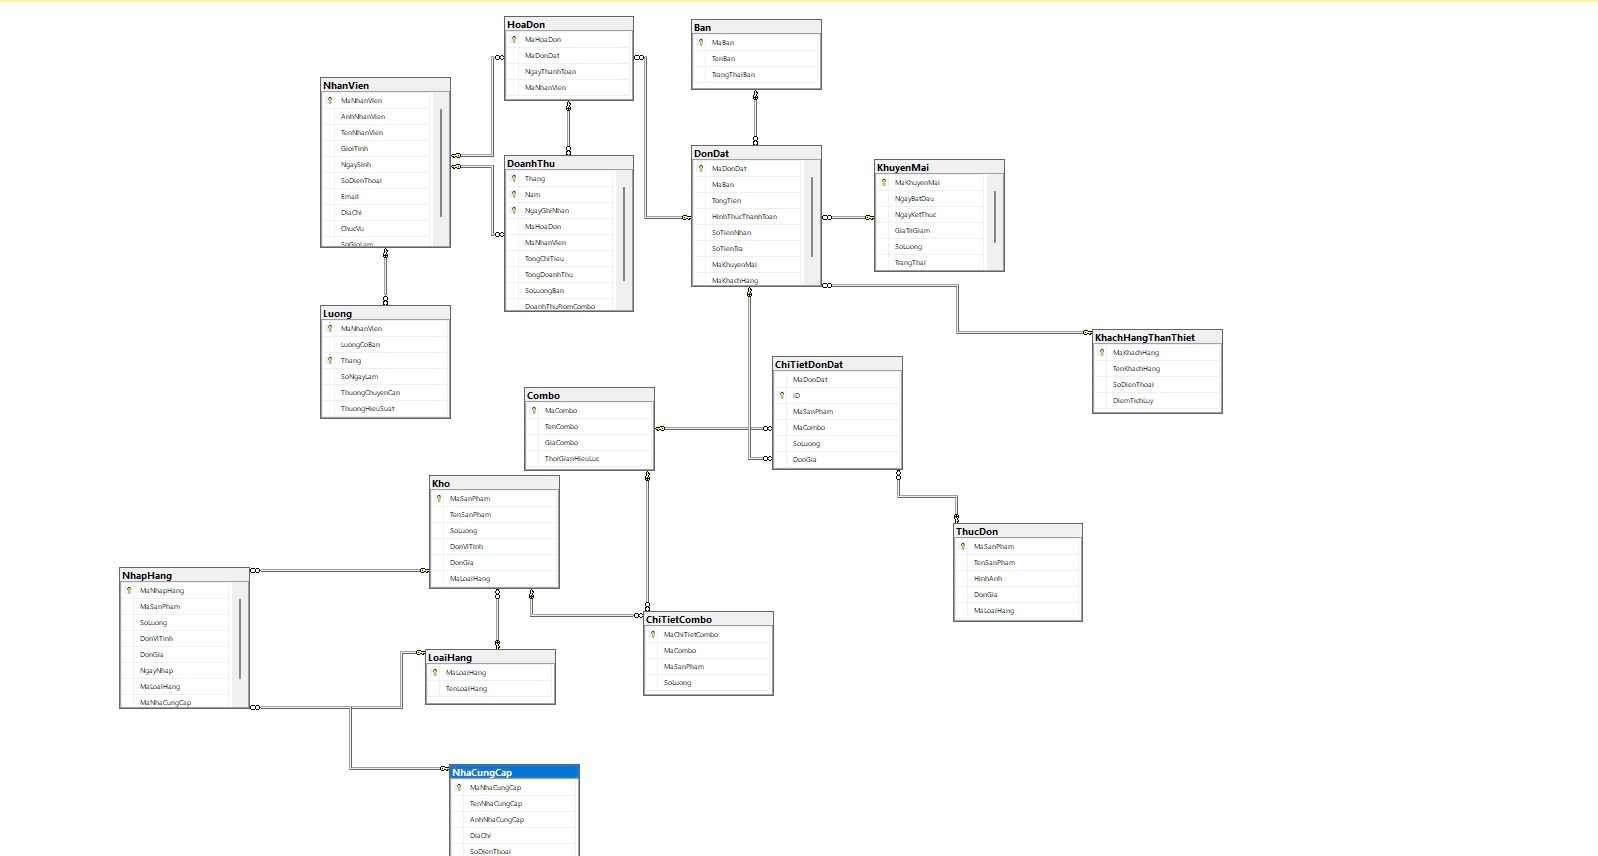 HoaDon
MaHoaDon
MaDonDat
NgayThanhToan
MaNhanVien
Ban
MaBan
TenBan
TrangThaiBan
NhanVien
MaNhanVien
AnhNhanVien
TenNhanVien
GioiTinh
NgaySinh
SoDienThoai
Email
DiaChi
ChucVu
SoGioLam
DoanhThu
Thang
Nam
NgayGhiNhan
MaHoaDon
MaNhanVien
TongChiTieu
TongDoanhThu
SoLuongBan
DoanhThuFromCombo
DonDat
MaDonDat
MaBan
TongTien
HinhThucThanhToan
SoTienNhan
SoTienTra
MaKhuyenMai
MaKhachHang
KhuyenMai
MaKhuyenMai
NgayBatDau
NgayKetThuc
GiaTriGiam
SoLuong
TrangThai
Luong
MaNhanVien
LuongCoBan
Thang
SoNgayLam
ThuongChuyenCan
ThuongHieuSuat
KhachHangThanThiet
MaKhachHang
TenKhachHang
SoDienThoai
DiemTichLuy
ChiTietDonDat
MaDonDat
ID
MaSanPham
MaCombo
SoLuong
DonGia
Combo
MaCombo
TenCombo
GiaCombo
ThoiGianHieuLuc
Kho
MaSanPham
TenSanPham
SoLuong
DonViTinh
DonGia
MaLoaiHang
ThucDon
MaSanPham
TenSanPham
HinhAnh
DonGia
MaLoaiHang
NhapHang
MaNhapHang
MaSanPham
SoLuong
DonViTinh
DonGia
NgayNhap
MaLoaiHang
MaNhaCungCap
ChiTietCombo
MaChiTietCombo
MaCombo
MaSanPham
SoLuong
LoaiHang
MaLoaiHang
TenLoaiHang
NhaCungCap
MaNhaCungCap
TenNhaCungCap
AnhNhaCungCap
DiaChi
SoDienThoai